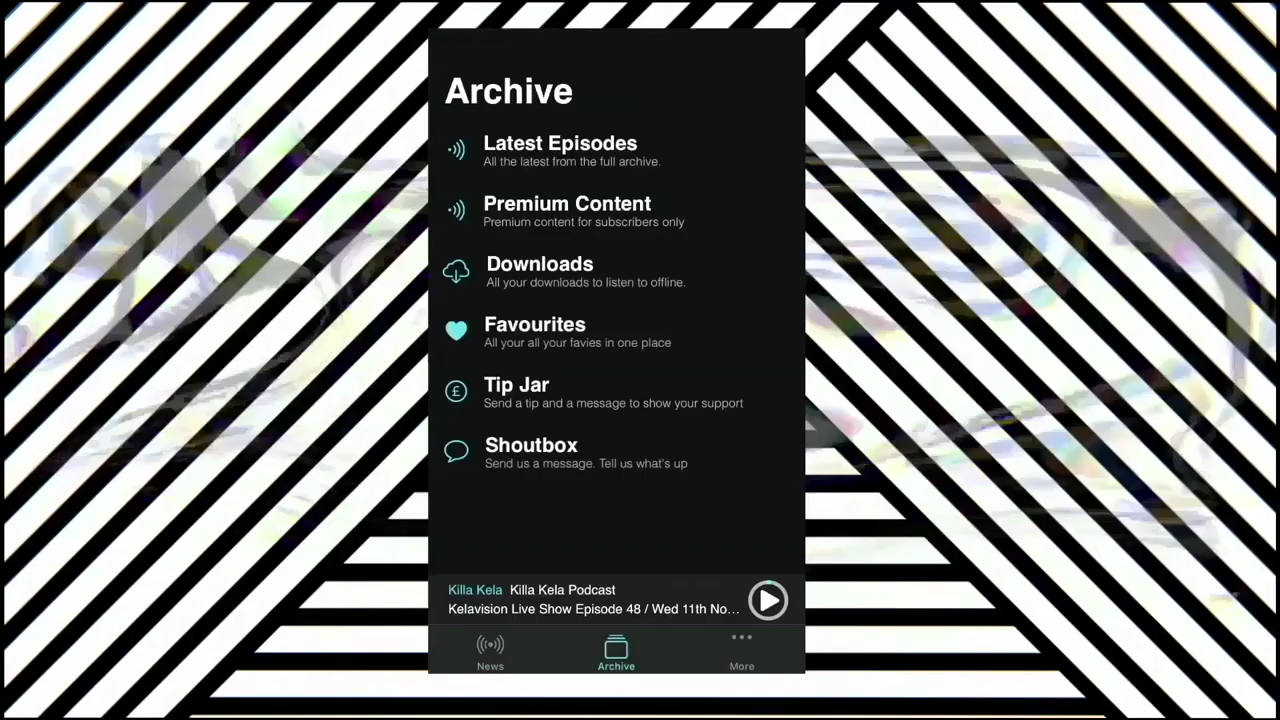 Archive
Latest Episodes
All the latest from the full archive.
Premium Content
Premium content for subscribers only
Downloads
All your downloads to listen to offline.
Favourites
All your all your favies in one place
£
Tip Jar
Send a tip and a message to show your support
Shoutbox
Send us a message. Tell us what's up
Killa Kela Killa Kela Podcast
Kelavision Live Show Episode 48 / Wed 11th No...
News
Archive
More